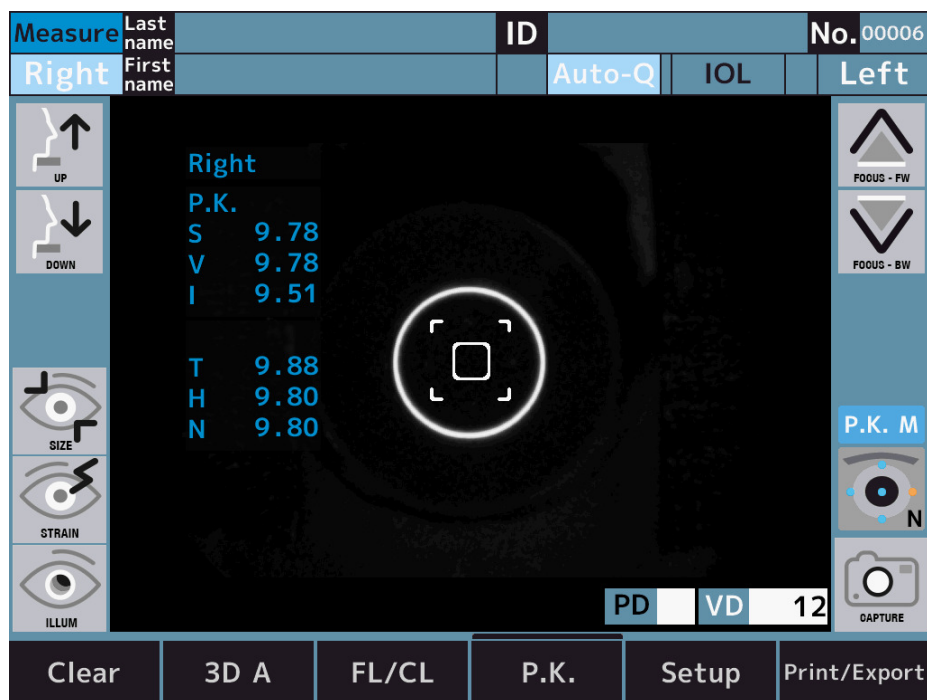 Measure Last name ID No. 00006
Right First name Auto-Q IOL Left
UP
DOWN
SIZE
STRAIN
ILLUM
Right
P.K.
S 9.78
V 9.78
I 9.51
T 9.88
H 9.80
N 9.80
FOCUS - FW
FOCUS - BW
P.K. M
N
CAPTURE
PD VD 12
Clear 3D A FL/CL P.K. Setup Print/Export